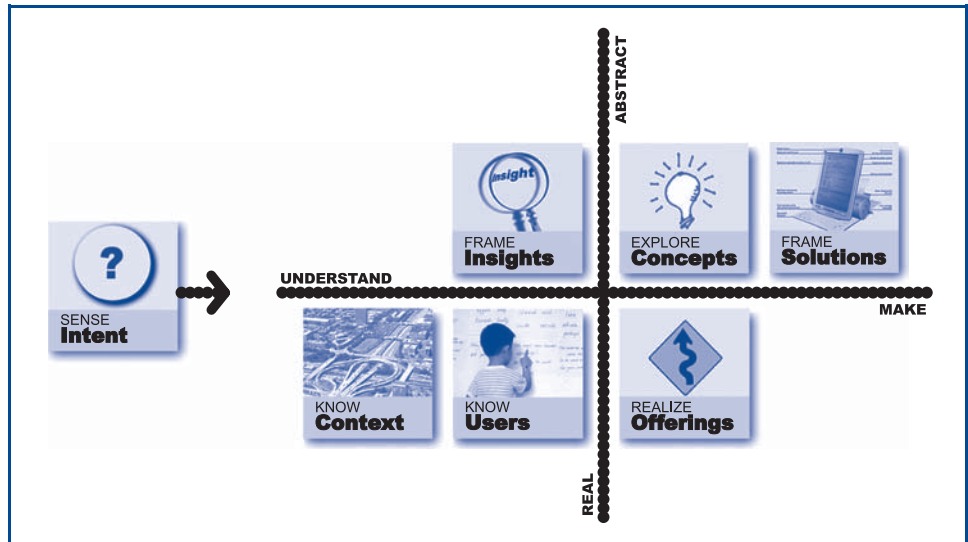 ABSTRACT
Insight
FRAME
Insights
EXPLORE
Concepts
FRAME
Solutions
?
SENSE
Intent
UNDERSTAND
MAKE
KNOW
Context
KNOW
Users
REALIZE
Offerings
REAL